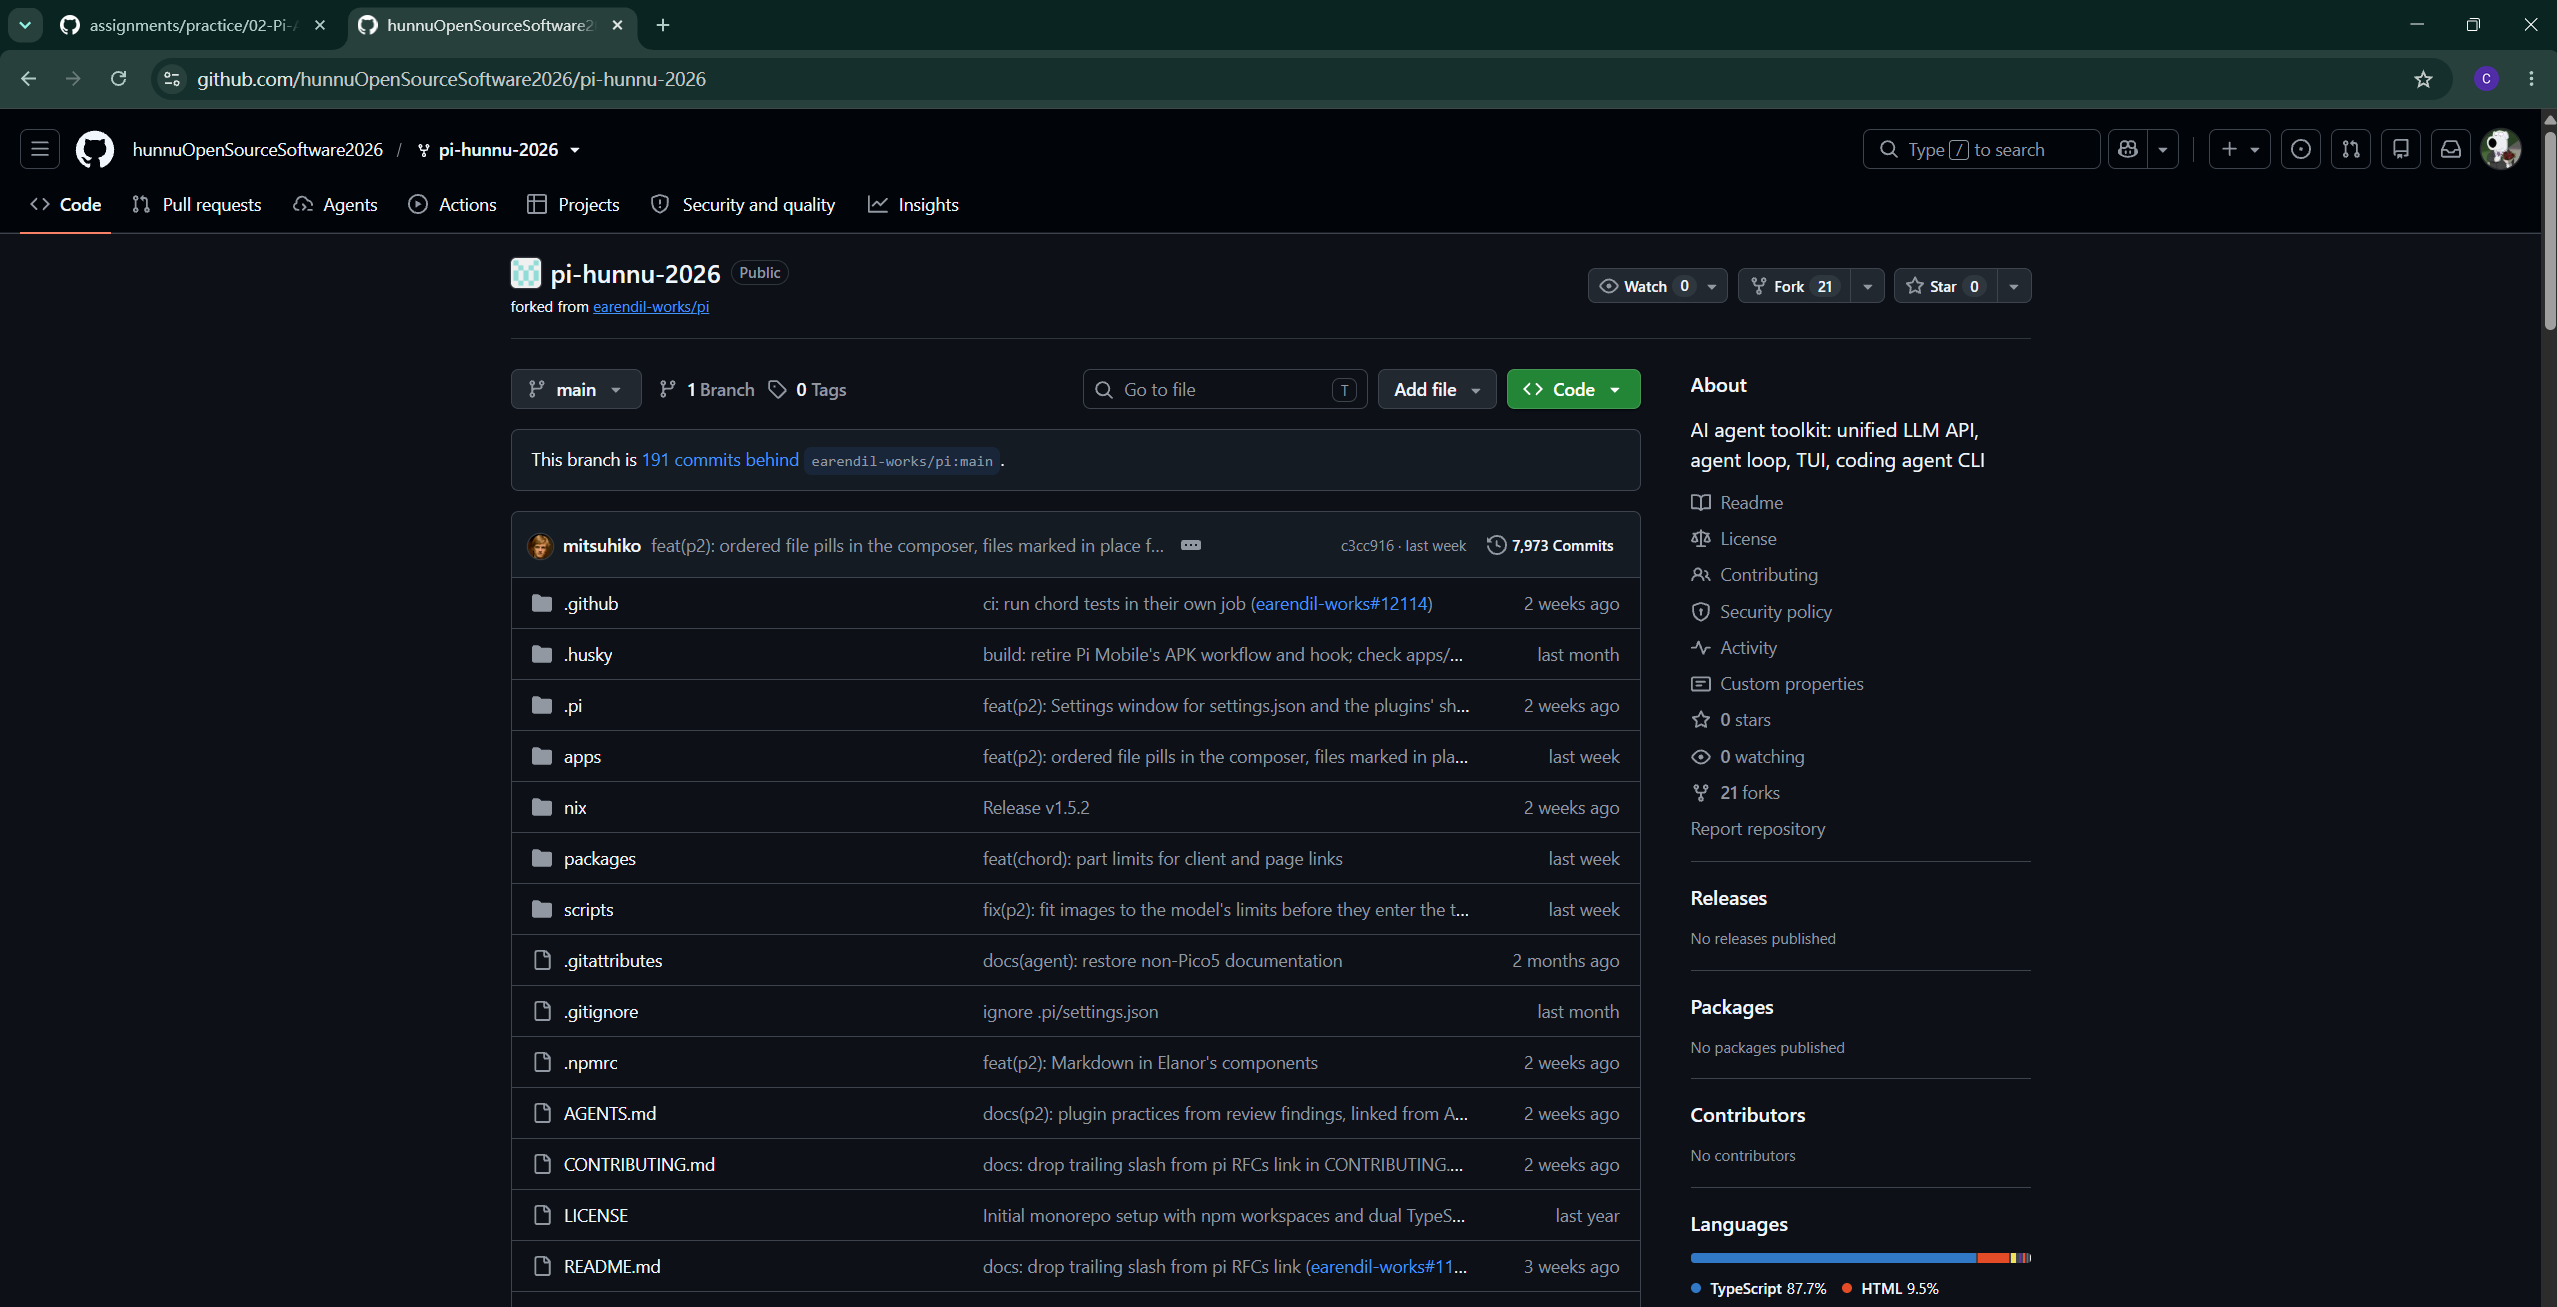 assignments/practice/02-Pi-A
hunnuOpenSourceSoftware2
github.com/hunnuOpenSourceSoftware2026/pi-hunnu-2026
C
hunnuOpenSourceSoftware2026 / pi-hunnu-2026
Type / to search
Code
Pull requests
Agents
Actions
Projects
Security and quality
Insights
pi-hunnu-2026 Public
forked from earendil-works/pi
Watch 0
Fork 21
Star 0
main
1 Branch
0 Tags
Go to file T
Add file
Code
This branch is 191 commits behind earendil-works/pi:main .
mitsuhiko feat(p2): ordered file pills in the composer, files marked in place f... c3cc916 · last week 7,973 Commits
.github ci: run chord tests in their own job (earendil-works#12114) 2 weeks ago
.husky build: retire Pi Mobile's APK workflow and hook; check apps/... last month
.pi feat(p2): Settings window for settings.json and the plugins' sh... 2 weeks ago
apps feat(p2): ordered file pills in the composer, files marked in pla... last week
nix Release v1.5.2 2 weeks ago
packages feat(chord): part limits for client and page links last week
scripts fix(p2): fit images to the model's limits before they enter the t... last week
.gitattributes docs(agent): restore non-Pico5 documentation 2 months ago
.gitignore ignore .pi/settings.json last month
.npmrc feat(p2): Markdown in Elanor's components 2 weeks ago
AGENTS.md docs(p2): plugin practices from review findings, linked from A... 2 weeks ago
CONTRIBUTING.md docs: drop trailing slash from pi RFCs link in CONTRIBUTING.... 2 weeks ago
LICENSE Initial monorepo setup with npm workspaces and dual TypeS... last year
README.md docs: drop trailing slash from pi RFCs link (earendil-works#11... 3 weeks ago
About
AI agent toolkit: unified LLM API,
agent loop, TUI, coding agent CLI
Readme
License
Contributing
Security policy
Activity
Custom properties
0 stars
0 watching
21 forks
Report repository
Releases
No releases published
Packages
No packages published
Contributors
No contributors
Languages
TypeScript 87.7% HTML 9.5%